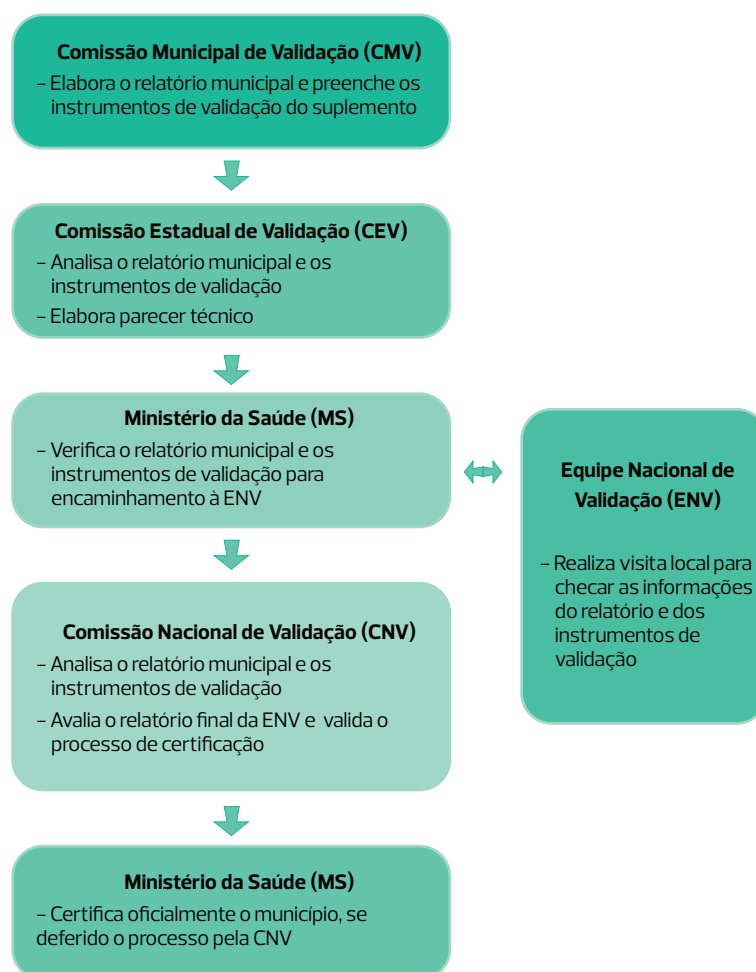 Comissão Municipal de Validação (CMV)
– Elabora o relatório municipal e preenche os
instrumentos de validação do suplemento
Comissão Estadual de Validação (CEV)
– Analisa o relatório municipal e os
instrumentos de validação
– Elabora parecer técnico
Ministério da Saúde (MS)
– Verifica o relatório municipal e os
instrumentos de validação para
encaminhamento à ENV
Equipe Nacional de
Validação (ENV)
– Realiza visita local para
checar as informações
do relatório e dos
instrumentos de
validação
Comissão Nacional de Validação (CNV)
– Analisa o relatório municipal e os
instrumentos de validação
– Avalia o relatório final da ENV e valida o
processo de certificação
Ministério da Saúde (MS)
– Certifica oficialmente o município, se
deferido o processo pela CNV